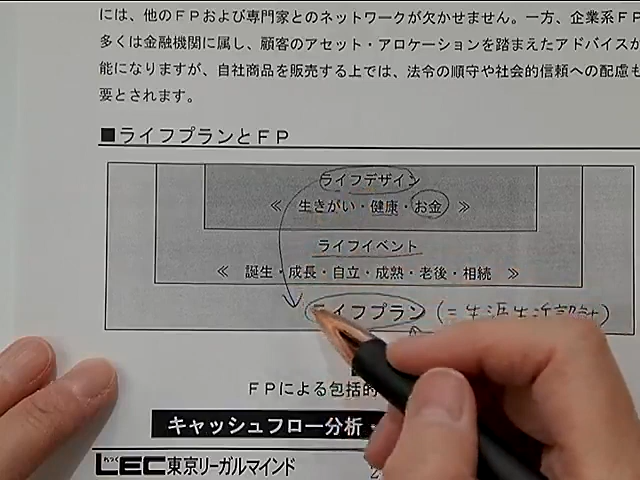 には、他のＦＰおよび専門家とのネットワークが欠かせません。一方、企業系Ｆ
多くは金融機関に属し、顧客のアセット・アロケーションを踏まえたアドバイスが
能になりますが、自社商品を販売する上では、法令の順守や社会的信頼への配慮も
要とされます。
■ライフプランとＦＰ
ライフデザイン
≪ 生きがい・健康・お金 ≫
ライフイベント
≪ 誕生・成長・自立・成熟・老後・相続 ≫
ライフプラン (=生涯生活設計)
ＦＰによる包括的
キャッシュフロー分析・
LEC東京リーガルマインド